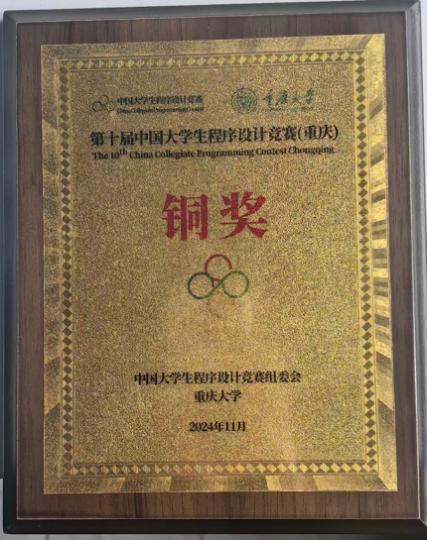 中国大学生程序设计竞赛 重庆大学
China Collegiate Programming Contest
第十届中国大学生程序设计竞赛(重庆)
The 10th China Collegiate Programming Contest Chongqing
铜奖
中国大学生程序设计竞赛组委会
重庆大学
2024年11月